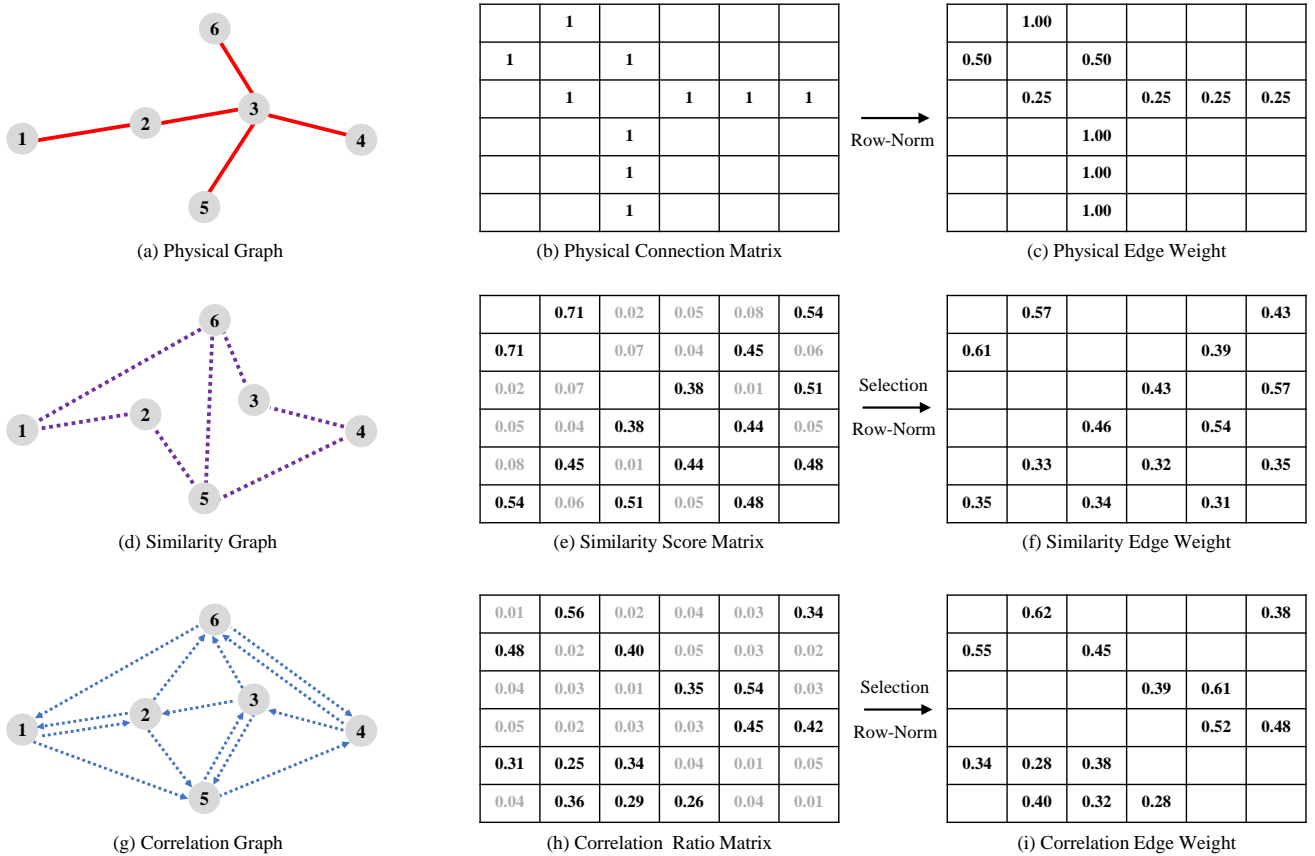 6
3
2
1
4
5
(a) Physical Graph
1
1 1
1 1 1 1
1
1
1
(b) Physical Connection Matrix
Row-Norm
1.00
0.50 0.50
0.25 0.25 0.25 0.25
1.00
1.00
1.00
(c) Physical Edge Weight
6
3
2
1
4
5
(d) Similarity Graph
0.71 0.02 0.05 0.08 0.54
0.71 0.07 0.04 0.45 0.06
0.02 0.07 0.38 0.01 0.51
0.05 0.04 0.38 0.44 0.05
0.08 0.45 0.01 0.44 0.48
0.54 0.06 0.51 0.05 0.48
(e) Similarity Score Matrix
Selection
Row-Norm
0.57 0.43
0.61 0.39
0.43 0.57
0.46 0.54
0.33 0.32 0.35
0.35 0.34 0.31
(f) Similarity Edge Weight
6
3
2
1
4
5
(g) Correlation Graph
0.01 0.56 0.02 0.04 0.03 0.34
0.48 0.02 0.40 0.05 0.03 0.02
0.04 0.03 0.01 0.35 0.54 0.03
0.05 0.02 0.03 0.03 0.45 0.42
0.31 0.25 0.34 0.04 0.01 0.05
0.04 0.36 0.29 0.26 0.04 0.01
(h) Correlation Ratio Matrix
Selection
Row-Norm
0.62 0.38
0.55 0.45
0.39 0.61
0.52 0.48
0.34 0.28 0.38
0.40 0.32 0.28
(i) Correlation Edge Weight